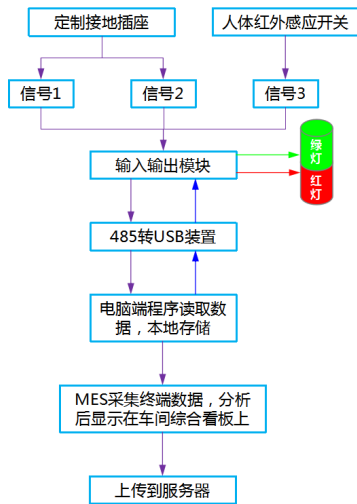 定制接地插座
人体红外感应开关
信号1
信号2
信号3
输入输出模块
绿
灯
红
灯
485转USB装置
电脑端程序读取数
据，本地存储
MES采集终端数据，分析
后显示在车间综合看板上
上传到服务器